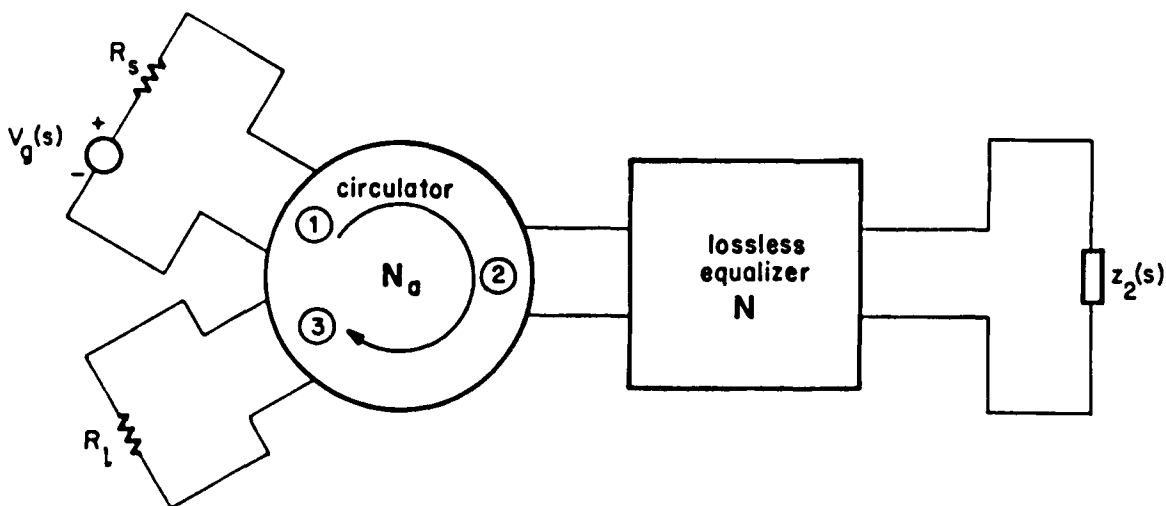 R_s
+
V_g(s)
-
circulator
1
N_a
2
3
R_l
lossless
equalizer
N
z_2(s)